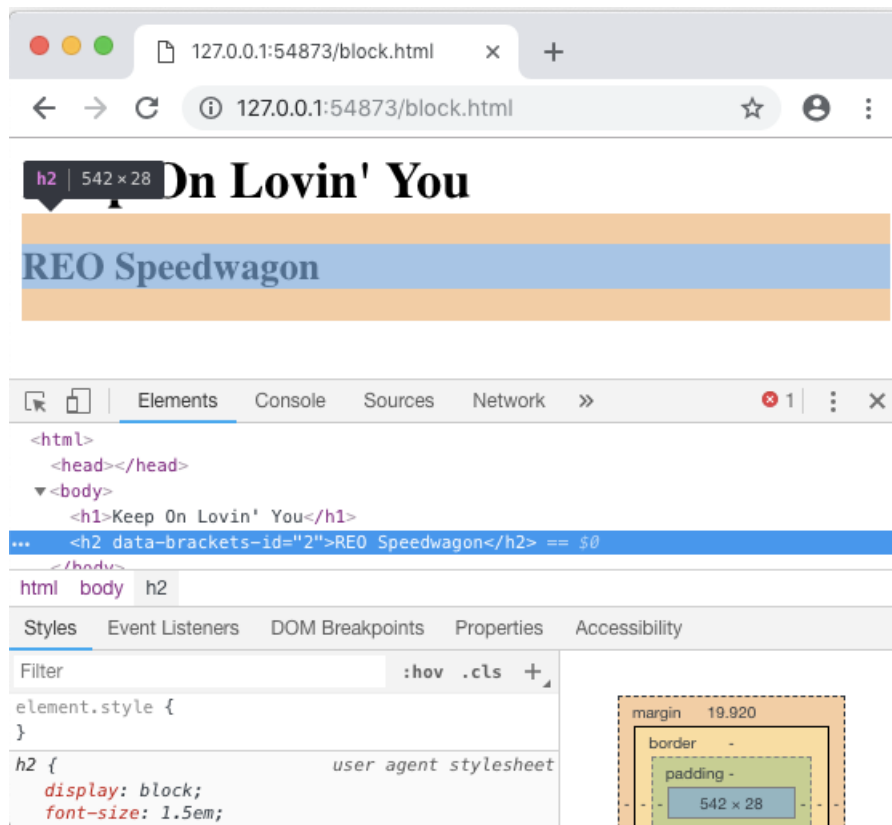 127.0.0.1:54873/block.html
127.0.0.1:54873/block.html
h2 | 542 × 28
On Lovin' You
REO Speedwagon
Elements Console Sources Network » 1
<html>
<head></head>
▼<body>
<h1>Keep On Lovin' You</h1>
... <h2 data-brackets-id="2">REO Speedwagon</h2> == $0
</body>
html body h2
Styles Event Listeners DOM Breakpoints Properties Accessibility
Filter :hov .cls +
element.style {
}
margin 19.920
border -
h2 { user agent stylesheet
padding -
display: block;
- - - 542 × 28 - - -
font-size: 1.5em;